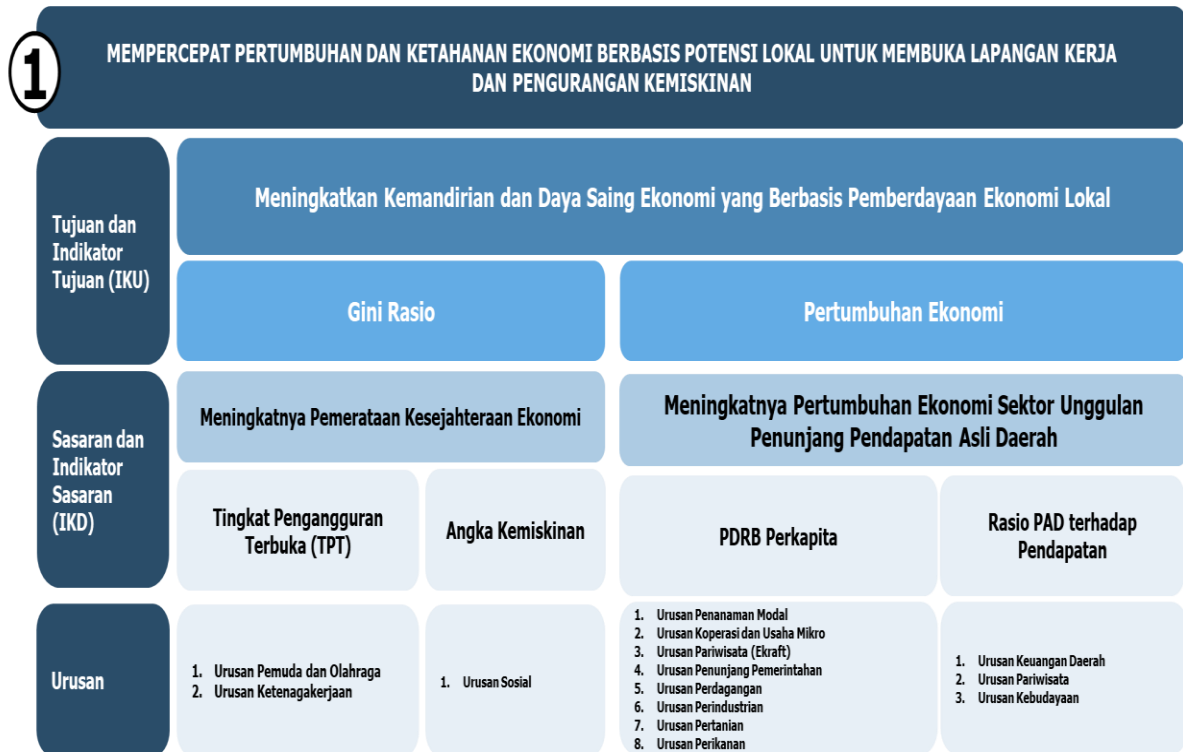 1
MEMPERCEPAT PERTUMBUHAN DAN KETAHANAN EKONOMI BERBASIS POTENSI LOKAL UNTUK MEMBUKA LAPANGAN KERJA
DAN PENGURANGAN KEMISKINAN
Tujuan dan
Indikator
Tujuan (IKU)
Meningkatkan Kemandirian dan Daya Saing Ekonomi yang Berbasis Pemberdayaan Ekonomi Lokal
Gini Rasio
Pertumbuhan Ekonomi
Sasaran dan
Indikator
Sasaran
(IKD)
Meningkatnya Pemerataan Kesejahteraan Ekonomi
Meningkatnya Pertumbuhan Ekonomi Sektor Unggulan
Penunjang Pendapatan Asli Daerah
Tingkat Pengangguran
Terbuka (TPT)
Angka Kemiskinan
PDRB Perkapita
Rasio PAD terhadap
Pendapatan
Urusan
1. Urusan Pemuda dan Olahraga
2. Urusan Ketenagakerjaan
1. Urusan Sosial
1. Urusan Penanaman Modal
2. Urusan Koperasi dan Usaha Mikro
3. Urusan Pariwisata (Ekraft)
4. Urusan Penunjang Pemerintahan
5. Urusan Perdagangan
6. Urusan Perindustrian
7. Urusan Pertanian
8. Urusan Perikanan
1. Urusan Keuangan Daerah
2. Urusan Pariwisata
3. Urusan Kebudayaan